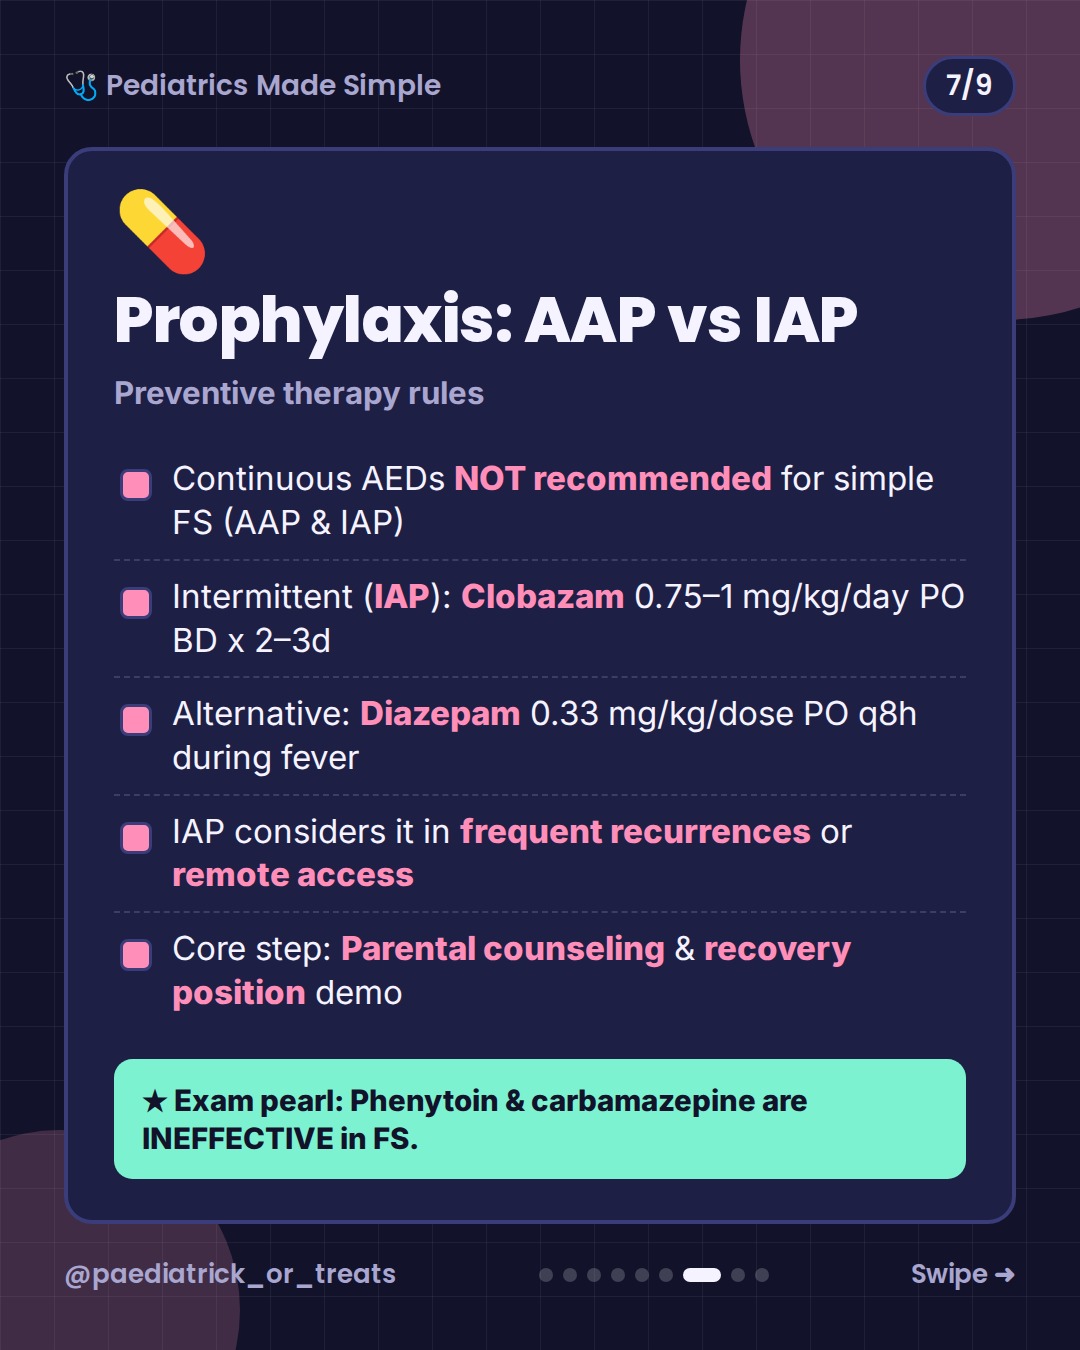 Pediatrics Made Simple
7/9
Prophylaxis: AAP vs IAP
Preventive therapy rules
Continuous AEDs NOT recommended for simple
FS (AAP & IAP)
Intermittent (IAP): Clobazam 0.75–1 mg/kg/day PO
BD x 2–3d
Alternative: Diazepam 0.33 mg/kg/dose PO q8h
during fever
IAP considers it in frequent recurrences or
remote access
Core step: Parental counseling & recovery
position demo
★ Exam pearl: Phenytoin & carbamazepine are
INEFFECTIVE in FS.
@paediatrick_or_treats
Swipe ➜